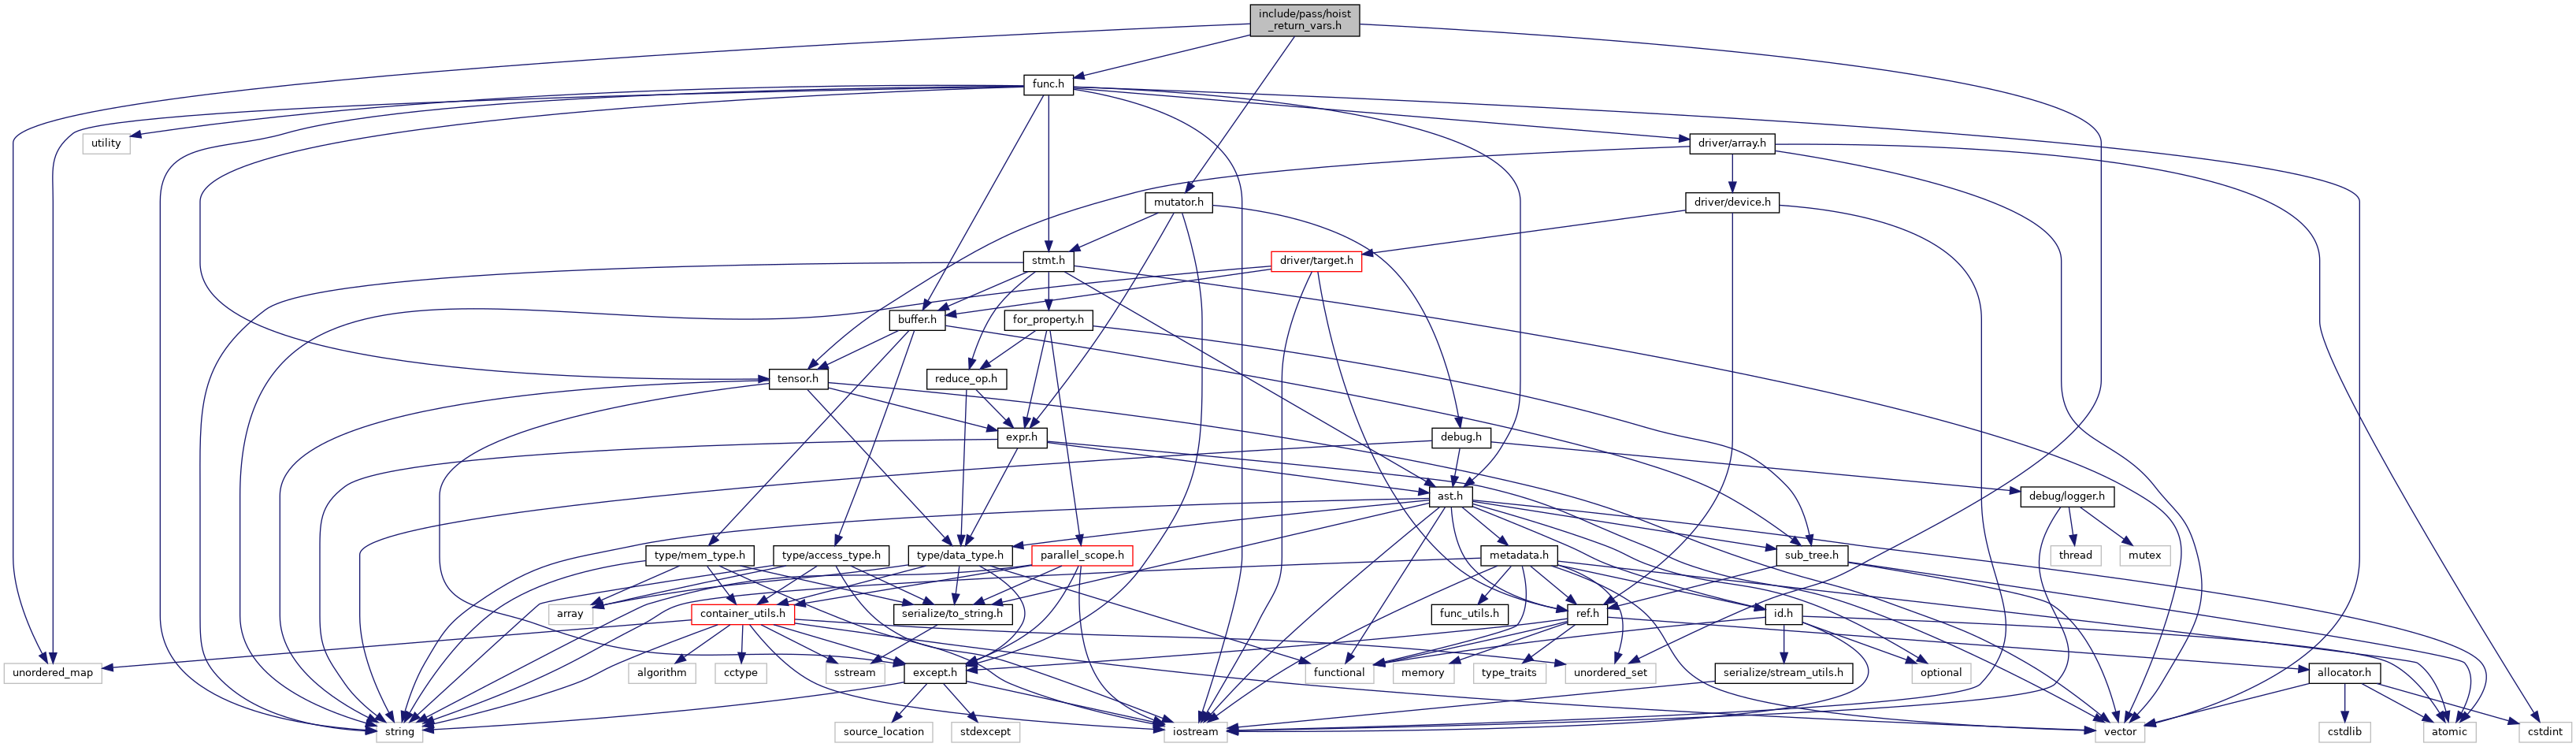 include/pass/hoist
_return_vars.h
func.h
utility
driver/array.h
mutator.h
driver/device.h
stmt.h
driver/target.h
buffer.h
for_property.h
tensor.h
reduce_op.h
expr.h
debug.h
ast.h
debug/logger.h
type/mem_type.h
type/access_type.h
type/data_type.h
parallel_scope.h
metadata.h
sub_tree.h
thread
mutex
array
container_utils.h
serialize/to_string.h
func_utils.h
ref.h
id.h
unordered_map
algorithm
cctype
sstream
except.h
functional
memory
type_traits
unordered_set
serialize/stream_utils.h
optional
allocator.h
string
source_location
stdexcept
iostream
vector
cstdlib
atomic
cstdint